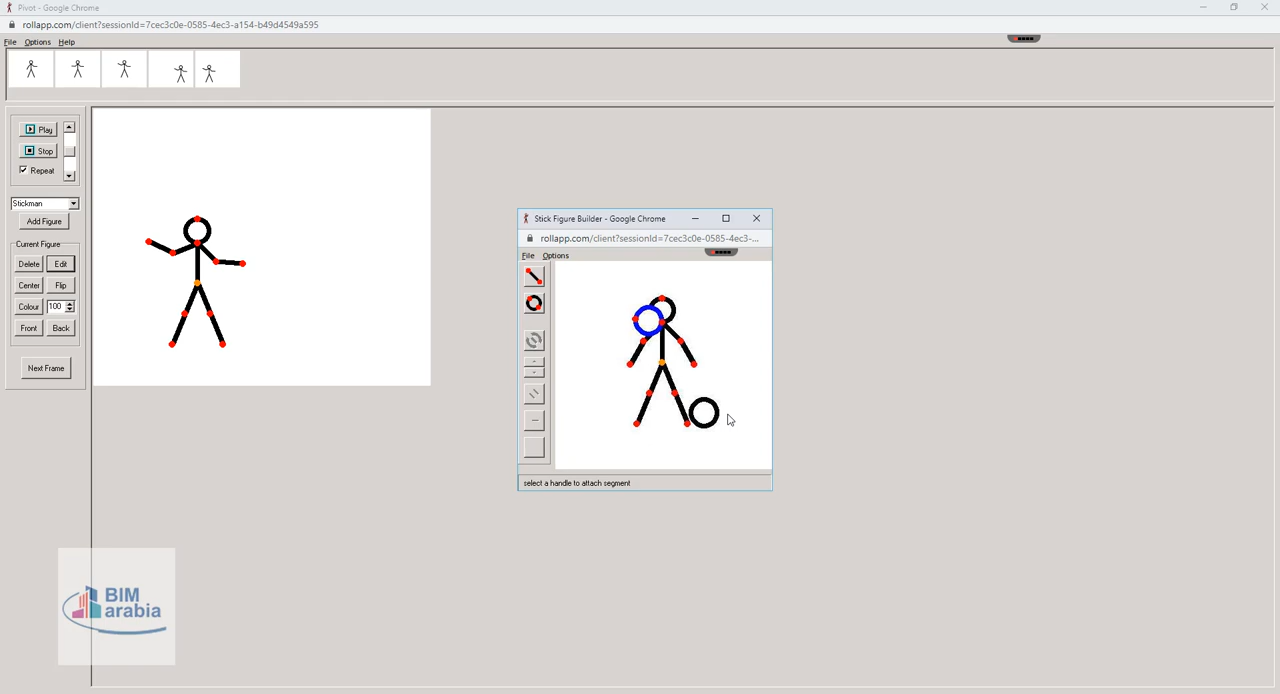 Pivot - Google Chrome
rollapp.com/client?sessionId=7cec3c0e-0585-4ec3-a154-b49d4549a595
File Options Help
Play
Stop
Repeat
Stickman
Add Figure
Current Figure
Delete Edit
Center Flip
Colour 100
Front Back
Next Frame
Stick Figure Builder - Google Chrome
rollapp.com/client?sessionId=7cec3c0e-0585-4ec3-...
File Options
select a handle to attach segment
BIM
arabia